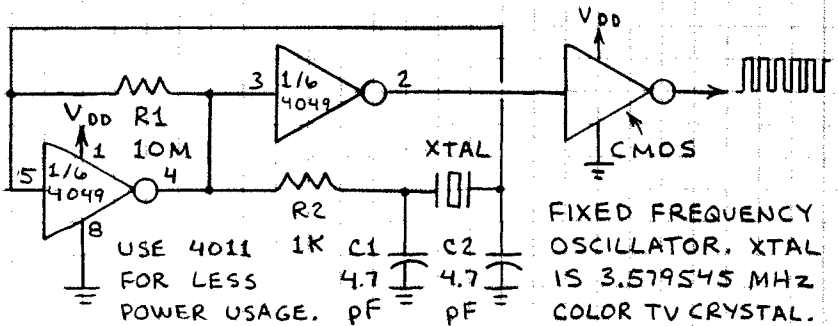 VDD
3
1/6
4049
2
R1
10M
VDD
1
5
1/6
4049
4
8
XTAL
CMOS
R2
1K
C1
4.7
pF
C2
4.7
pF
USE 4011
FOR LESS
POWER USAGE.
FIXED FREQUENCY
OSCILLATOR. XTAL
IS 3.579545 MHz
COLOR TV CRYSTAL.